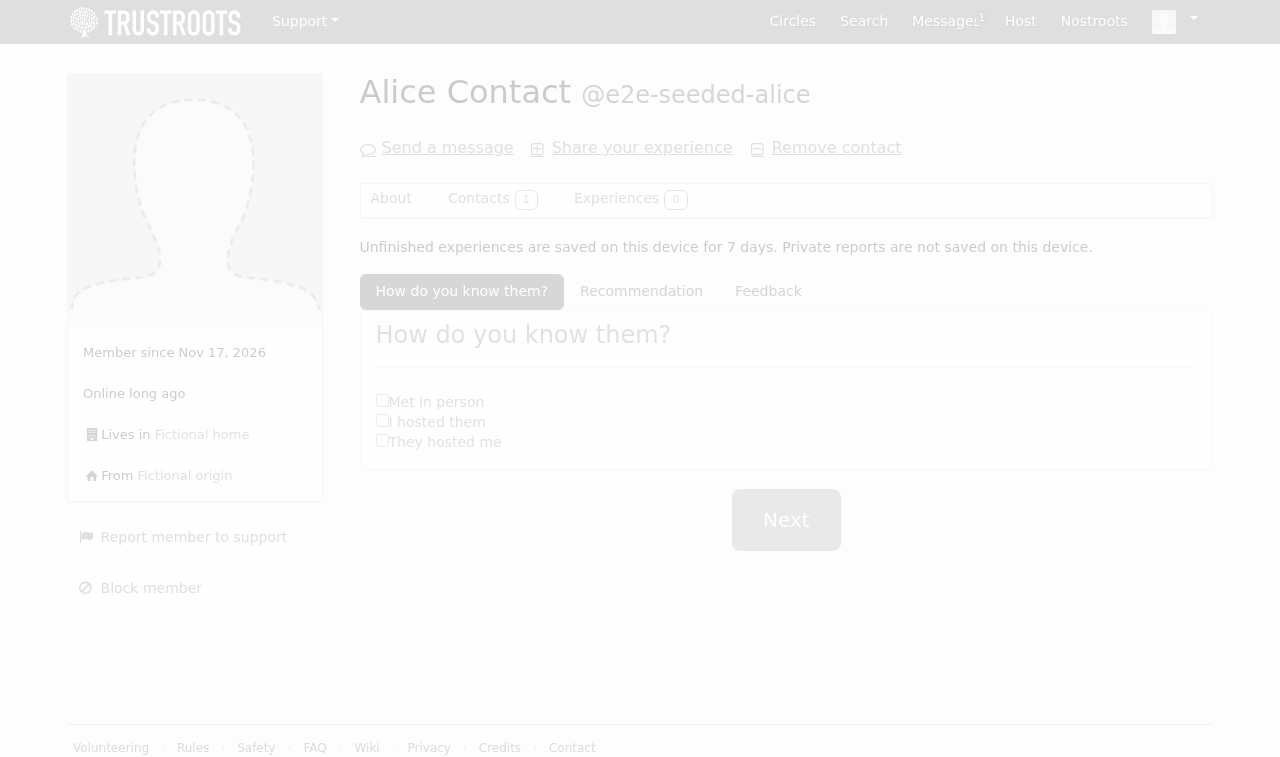 TRUSTROOTS
Support
Circles
Search
Messages 1
Host
Nostroots
Alice Contact @e2e-seeded-alice
Send a message
Share your experience
Remove contact
About
Contacts 1
Experiences 0
Unfinished experiences are saved on this device for 7 days. Private reports are not saved on this device.
How do you know them?
Recommendation
Feedback
How do you know them?
Met in person
I hosted them
They hosted me
Next
Member since Nov 17, 2026
Online long ago
Lives in Fictional home
From Fictional origin
Report member to support
Block member
Volunteering · Rules · Safety · FAQ · Wiki · Privacy · Credits · Contact